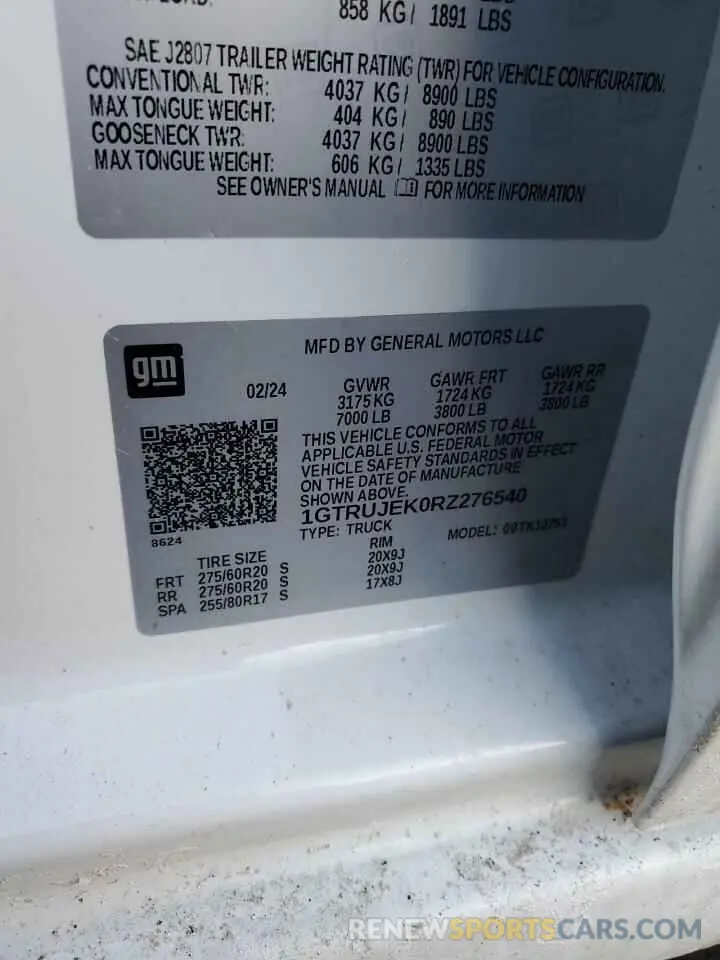 858 KG/ 1891 LBS
SAE J2807 TRAILER WEIGHT RATING (TWR) FOR VEHICLE CONFIGURATION.
CONVENTIONAL TWR: 4037 KG/ 8900 LBS
MAX TONGUE WEIGHT: 404 KG/ 890 LBS
GOOSENECK TWR: 4037 KG/ 8900 LBS
MAX TONGUE WEIGHT: 606 KG/ 1335 LBS
SEE OWNER'S MANUAL FOR MORE INFORMATION
gm
MFD BY GENERAL MOTORS LLC
02/24 GVWR GAWR FRT GAWR RR
3175 KG 1724 KG 1724 KG
7000 LB 3800 LB 3800 LB
THIS VEHICLE CONFORMS TO ALL
APPLICABLE U.S. FEDERAL MOTOR
VEHICLE SAFETY STANDARDS IN EFFECT
ON THE DATE OF MANUFACTURE
SHOWN ABOVE.
1GTRUJEK0RZ276540
8624
TYPE: TRUCK MODEL:
TIRE SIZE RIM
FRT 275/60R20 S 20X9J
RR 275/60R20 S 20X9J
SPA 255/80R17 S 17X8J
RENEWSPORTSCARS.COM